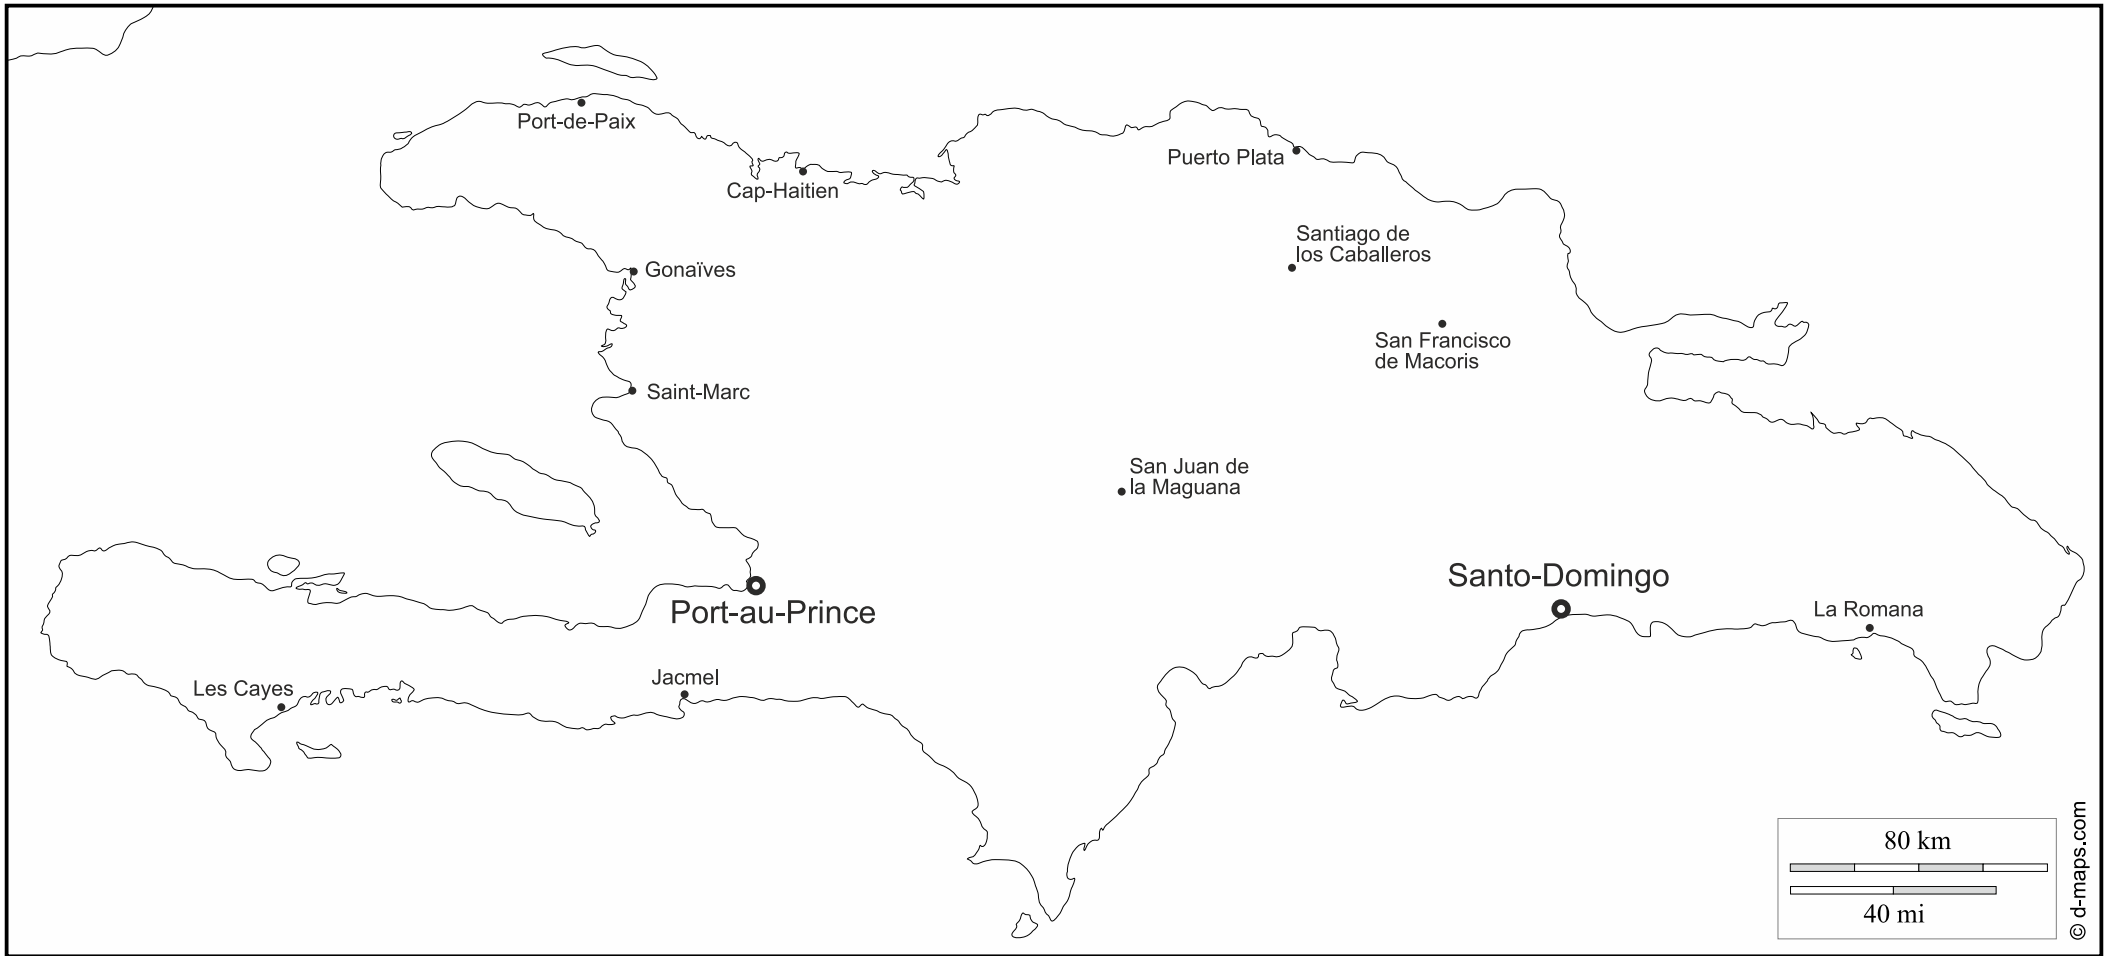 Port-de-Paix
Puerto Plata
Cap-Haitien
Santiago de
los Caballeros
Gonaïves
San Francisco
de Macoris
Saint-Marc
San Juan de
la Maguana
Santo-Domingo
Port-au-Prince
La Romana
Jacmel
Les Cayes
80 km
40 mi
© d-maps.com